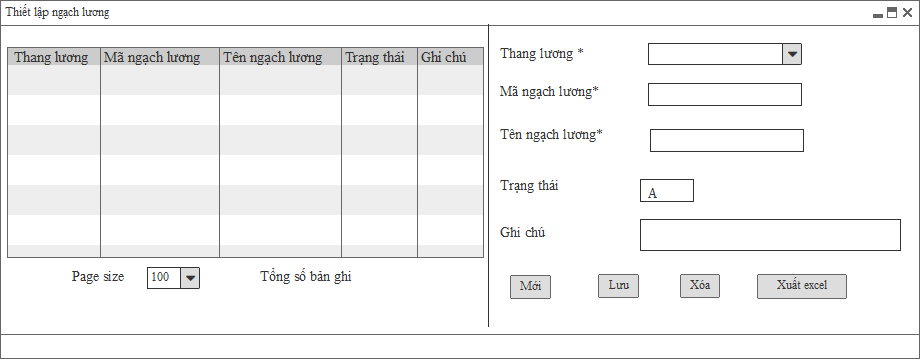 Thiết lập ngạch lương
Thang lương Mã ngạch lương Tên ngạch lương Trạng thái Ghi chú
Page size 100 Tổng số bản ghi
Thang lương *
Mã ngạch lương*
Tên ngạch lương*
Trạng thái A
Ghi chú
Mới Lưu Xóa Xuất excel